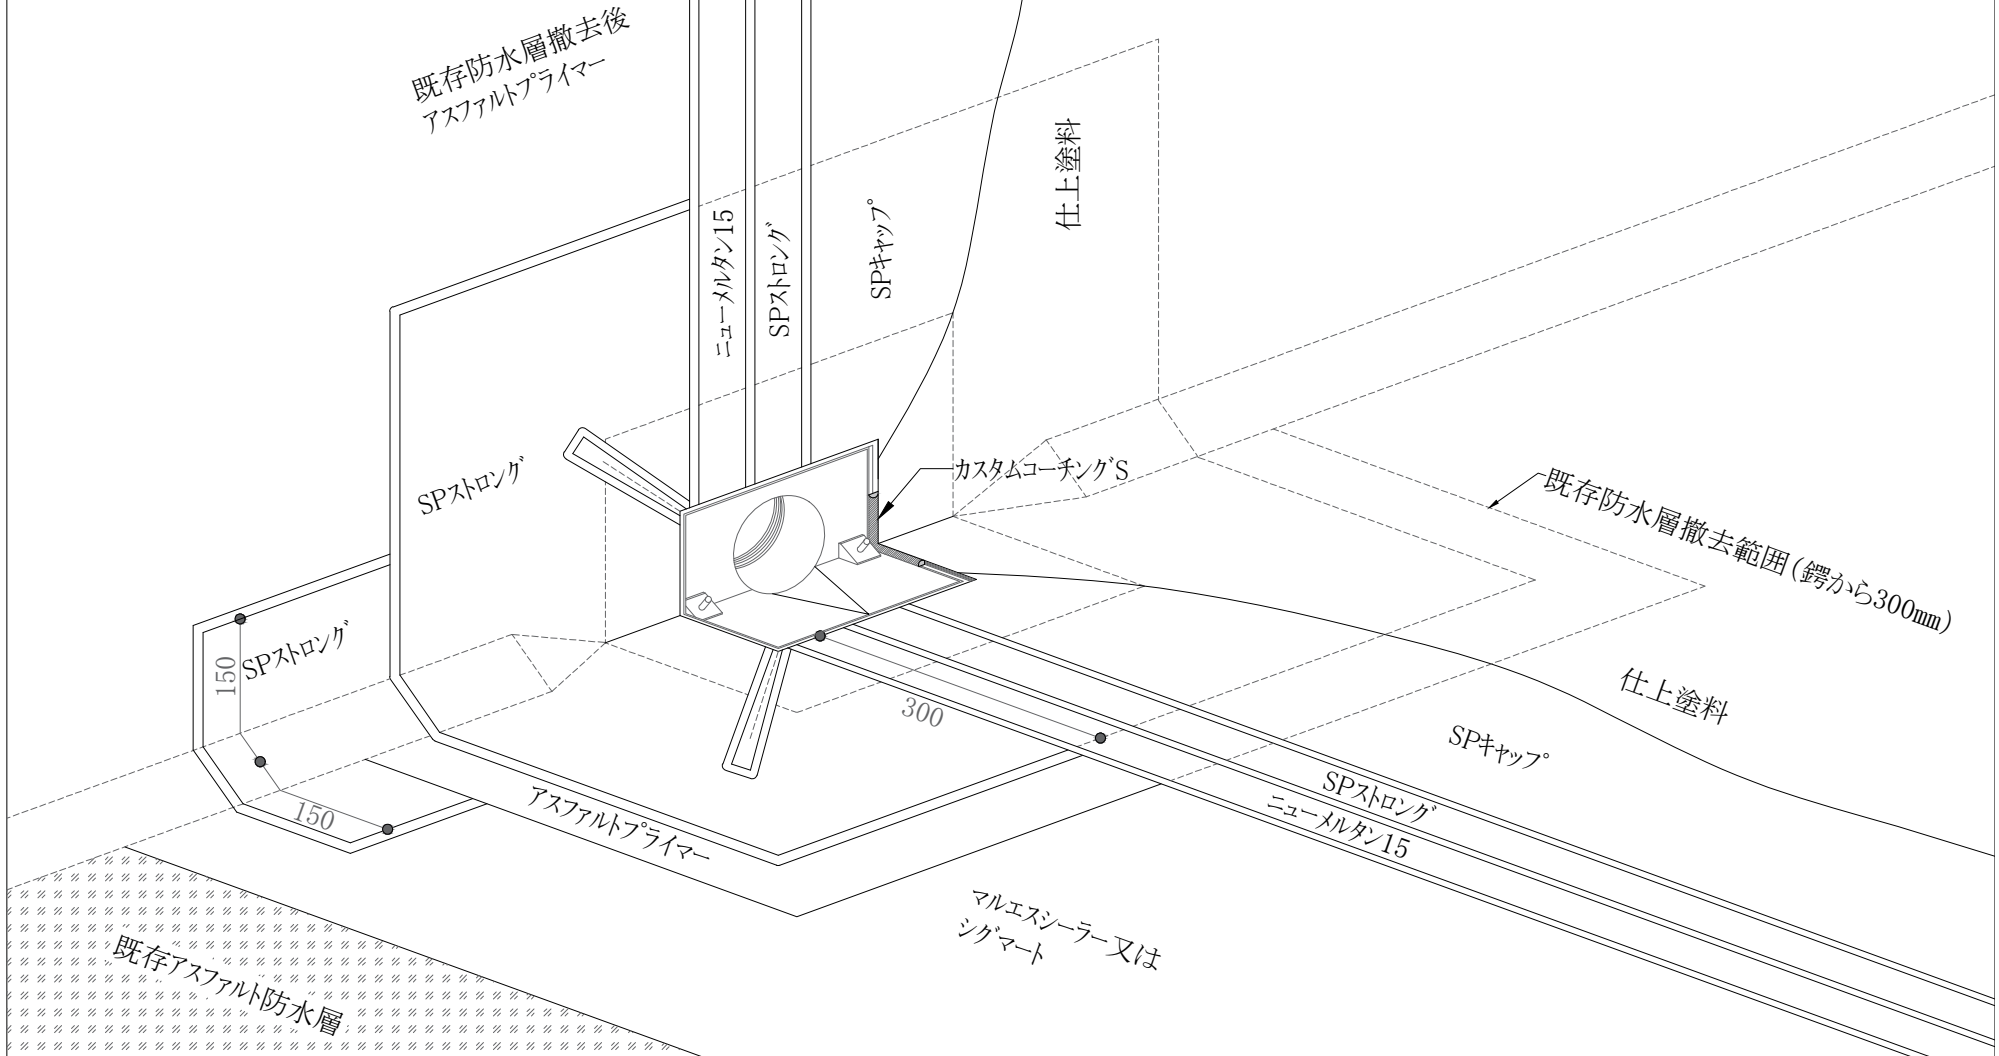 既存防水層撤去後
アスファルトプライマー
仕上塗料
ニューメルタン15
SPストロング
SPキャップ
カスタムコーチングS
SPストロング
既存防水層撤去範囲(鍔から300㎜)
SPストロング
150
150
300
仕上塗料
SPキャップ
SPストロング
ニューメルタン15
アスファルトプライマー
マルエスシーラー又は
シグマート
既存アスファルト防水層